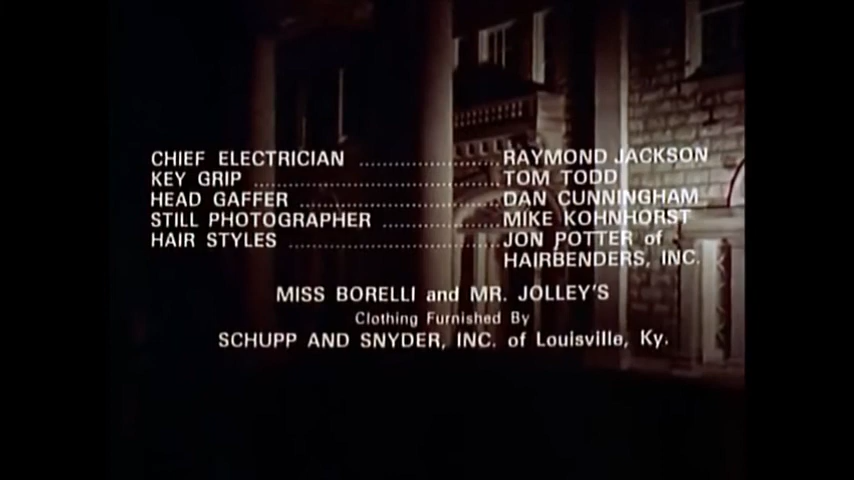 CHIEF ELECTRICIAN ..................... RAYMOND JACKSON
KEY GRIP ..................................... TOM TODD
HEAD GAFFER .............................. DAN CUNNINGHAM
STILL PHOTOGRAPHER ................. MIKE KOHNHORST
HAIR STYLES ................................ JON POTTER of
HAIRBENDERS, INC.
MISS BORELLI and MR. JOLLEY'S
Clothing Furnished By
SCHUPP AND SNYDER, INC. of Louisville, Ky.